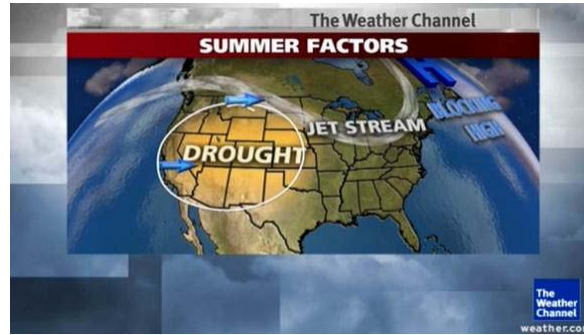 The Weather Channel
SUMMER FACTORS
H
BLOCKING
HIGH
JET STREAM
DROUGHT
The
Weather
Channel
weather.co